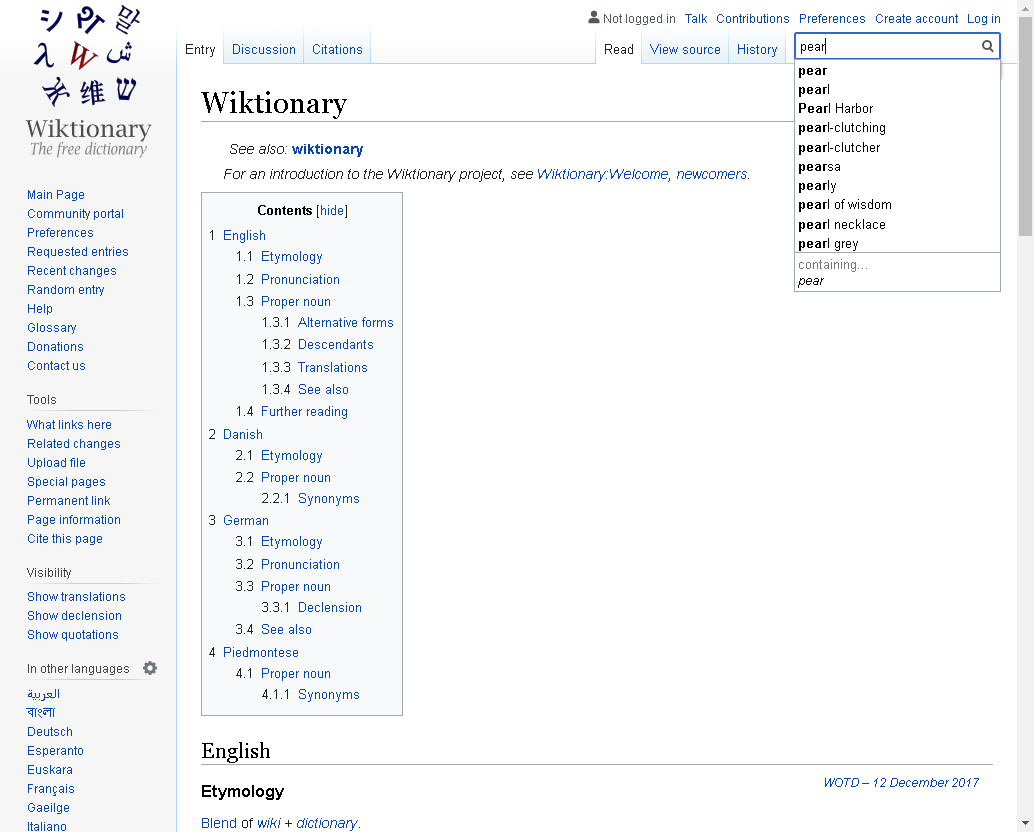 シ
Wiktionary
The free dictionary
Main Page
Community portal
Preferences
Requested entries
Recent changes
Random entry
Help
Glossary
Donations
Contact us
Tools
What links here
Related changes
Upload file
Special pages
Permanent link
Page information
Cite this page
Visibility
Show translations
Show declension
Show quotations
In other languages
العربية
বাংলা
Deutsch
Esperanto
Euskara
Français
Gaeilge
Italiano
Not logged in Talk Contributions Preferences Create account Log in
Entry Discussion Citations Read View source History
pear
pear
pearl
Pearl Harbor
pearl-clutching
pearl-clutcher
pearsa
pearly
pearl of wisdom
pearl necklace
pearl grey
containing...
pear
Wiktionary
See also: wiktionary
For an introduction to the Wiktionary project, see Wiktionary:Welcome, newcomers.
Contents [hide]
1 English
1.1 Etymology
1.2 Pronunciation
1.3 Proper noun
1.3.1 Alternative forms
1.3.2 Descendants
1.3.3 Translations
1.3.4 See also
1.4 Further reading
2 Danish
2.1 Etymology
2.2 Proper noun
2.2.1 Synonyms
3 German
3.1 Etymology
3.2 Pronunciation
3.3 Proper noun
3.3.1 Declension
3.4 See also
4 Piedmontese
4.1 Proper noun
4.1.1 Synonyms
English
WOTD – 12 December 2017
Etymology
Blend of wiki + dictionary.